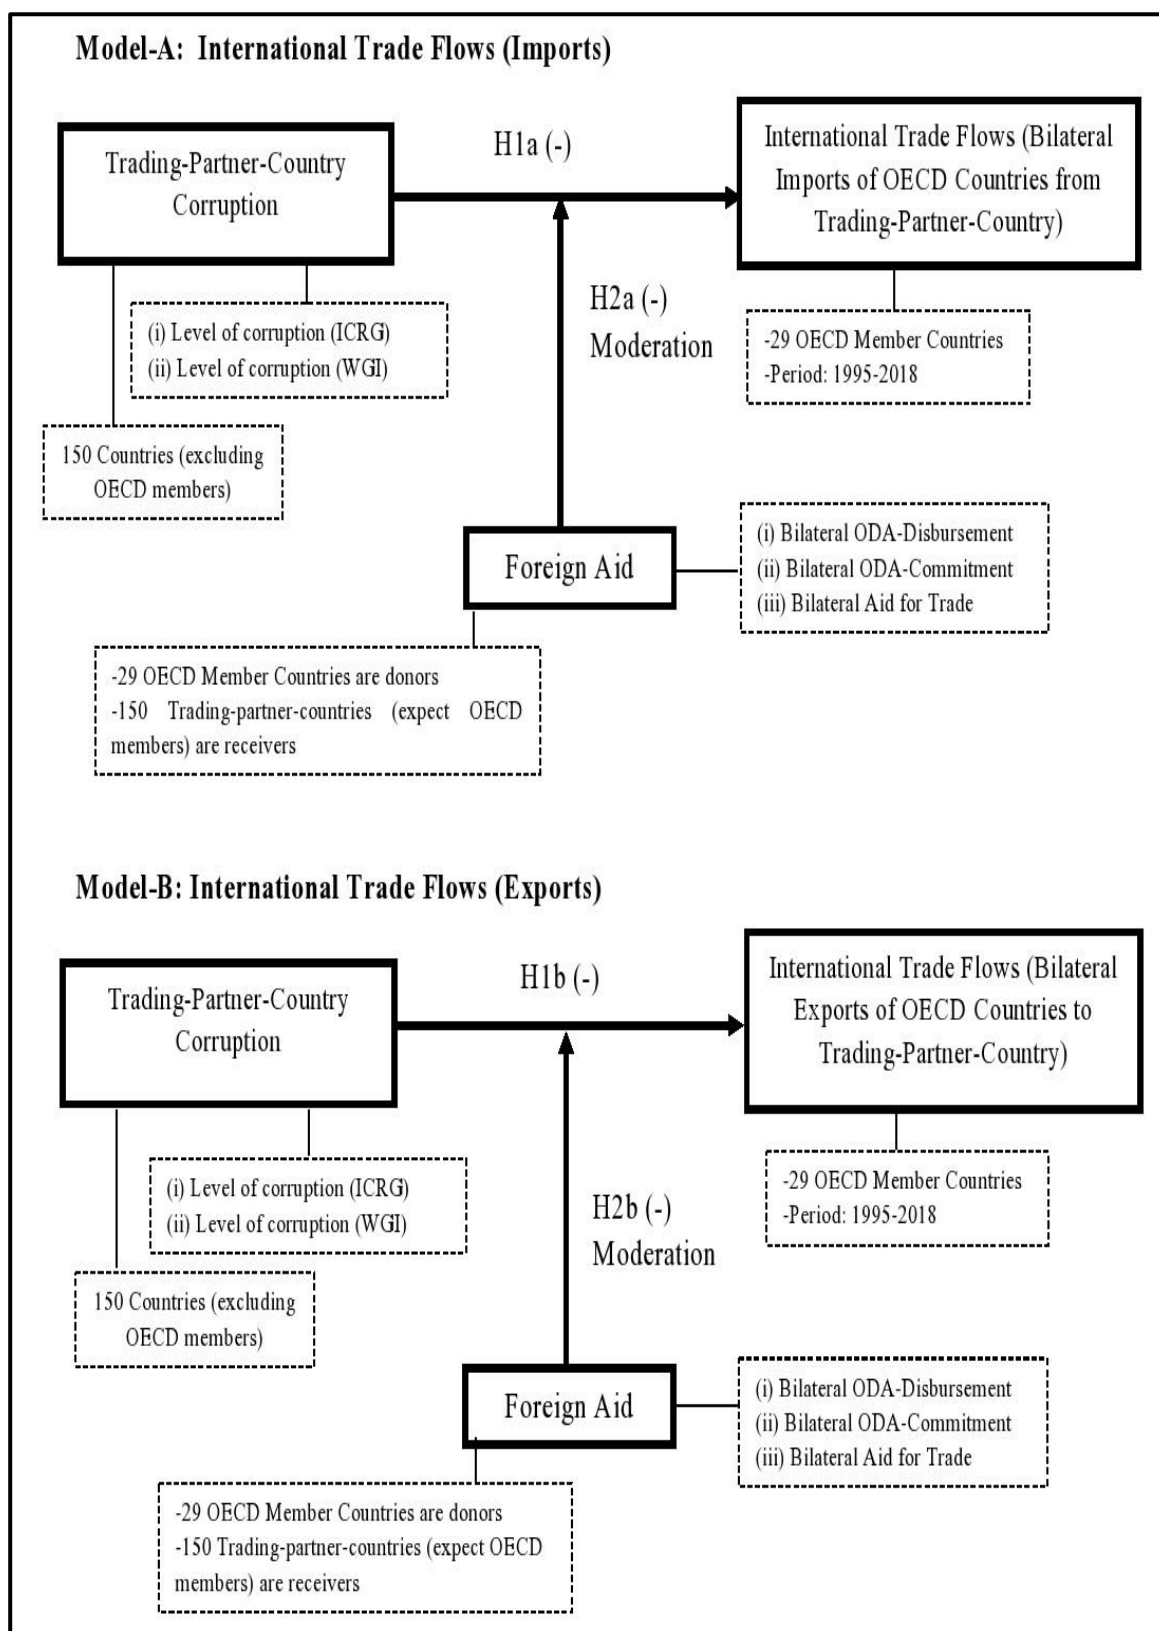 Model-A: International Trade Flows (Imports)
Trading-Partner-Country
Corruption
H1a (-)
International Trade Flows (Bilateral
Imports of OECD Countries from
Trading-Partner-Country)
(i) Level of corruption (ICRG)
(ii) Level of corruption (WGI)
H2a (-)
Moderation
-29 OECD Member Countries
-Period: 1995-2018
150 Countries (excluding
OECD members)
Foreign Aid
(i) Bilateral ODA-Disbursement
(ii) Bilateral ODA-Commitment
(iii) Bilateral Aid for Trade
-29 OECD Member Countries are donors
-150 Trading-partner-countries (expect OECD
members) are receivers
Model-B: International Trade Flows (Exports)
Trading-Partner-Country
Corruption
H1b (-)
International Trade Flows (Bilateral
Exports of OECD Countries to
Trading-Partner-Country)
(i) Level of corruption (ICRG)
(ii) Level of corruption (WGI)
H2b (-)
Moderation
-29 OECD Member Countries
-Period: 1995-2018
150 Countries (excluding
OECD members)
Foreign Aid
(i) Bilateral ODA-Disbursement
(ii) Bilateral ODA-Commitment
(iii) Bilateral Aid for Trade
-29 OECD Member Countries are donors
-150 Trading-partner-countries (expect OECD
members) are receivers